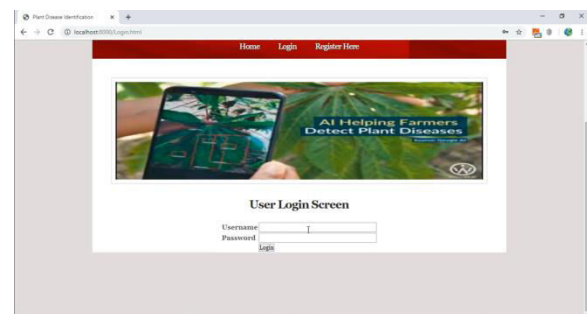 Plant Disease Identification
localhost:8000/Login.html
Home Login Register Here
AI Helping Farmers
Detect Plant Diseases
User Login Screen
Username
Password
Login